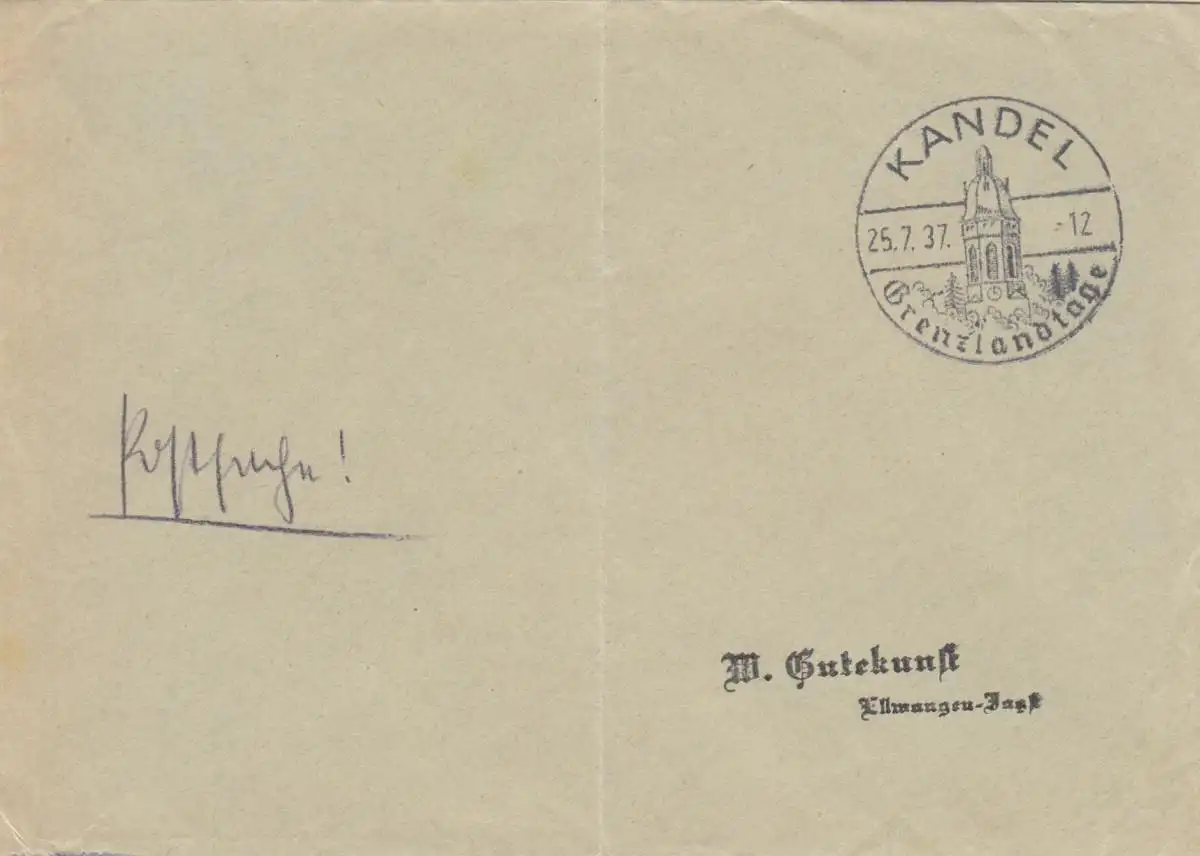 KANDEL
25.7.37. -12
Grenzlandtage
Postsache!
W. Gutekunst
Ellwangen-Jagst